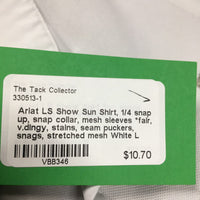 The Tack Collector
330513-1
Ariat LS Show Sun Shirt, 1/4 snap
up, snap collar, mesh sleeves *fair,
v.dingy, stains, seam puckers,
snags, stretched mesh White L
VBB346
$10.70